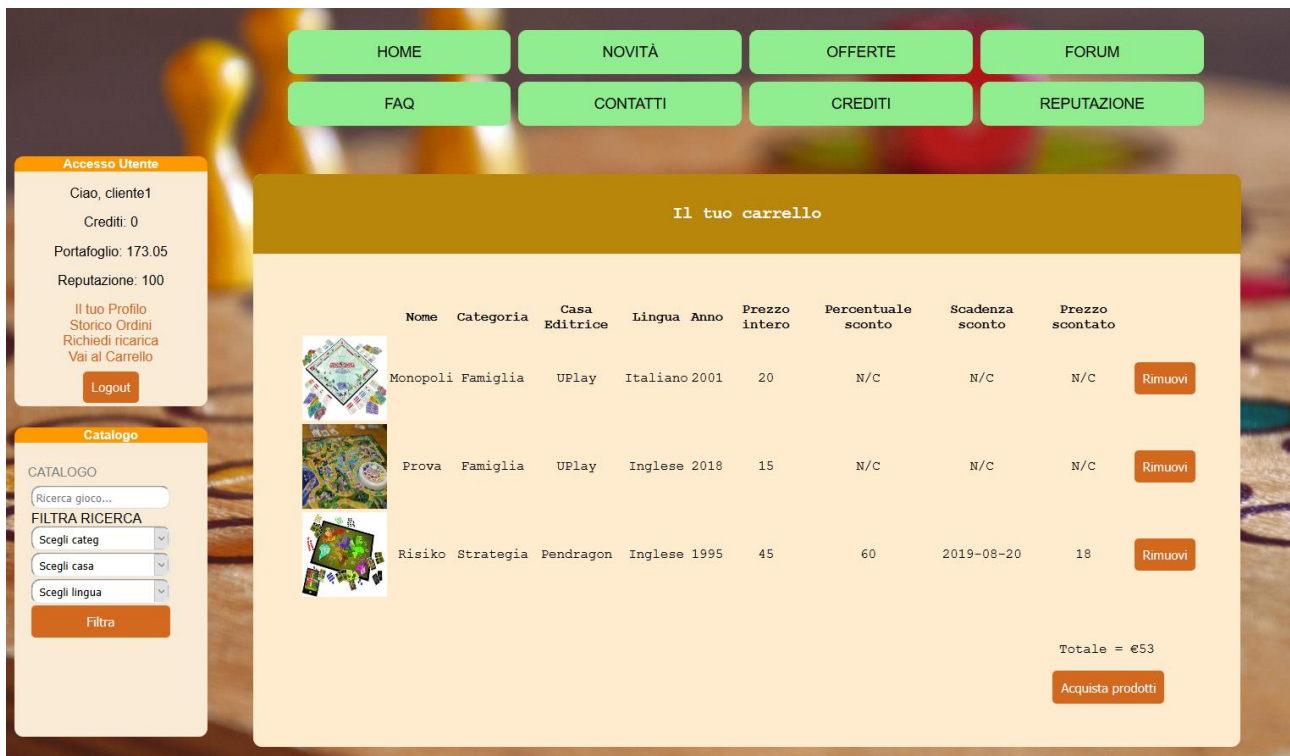 HOME NOVITÀ OFFERTE FORUM
FAQ CONTATTI CREDITI REPUTAZIONE
Accesso Utente
Ciao, cliente1
Crediti: 0
Portafoglio: 173.05
Reputazione: 100
Il tuo Profilo
Storico Ordini
Richiedi ricarica
Vai al Carrello
Logout
Catalogo
CATALOGO
Ricerca gioco...
FILTRA RICERCA
Scegli categ
Scegli casa
Scegli lingua
Filtra
Il tuo carrello
Nome Categoria Casa Editrice Lingua Anno Prezzo intero Percentuale sconto Scadenza sconto Prezzo scontato
Monopoli Famiglia UPlay Italiano 2001 20 N/C N/C N/C Rimuovi
Prova Famiglia UPlay Inglese 2018 15 N/C N/C N/C Rimuovi
Risiko Strategia Pendragon Inglese 1995 45 60 2019-08-20 18 Rimuovi
Totale = €53
Acquista prodotti